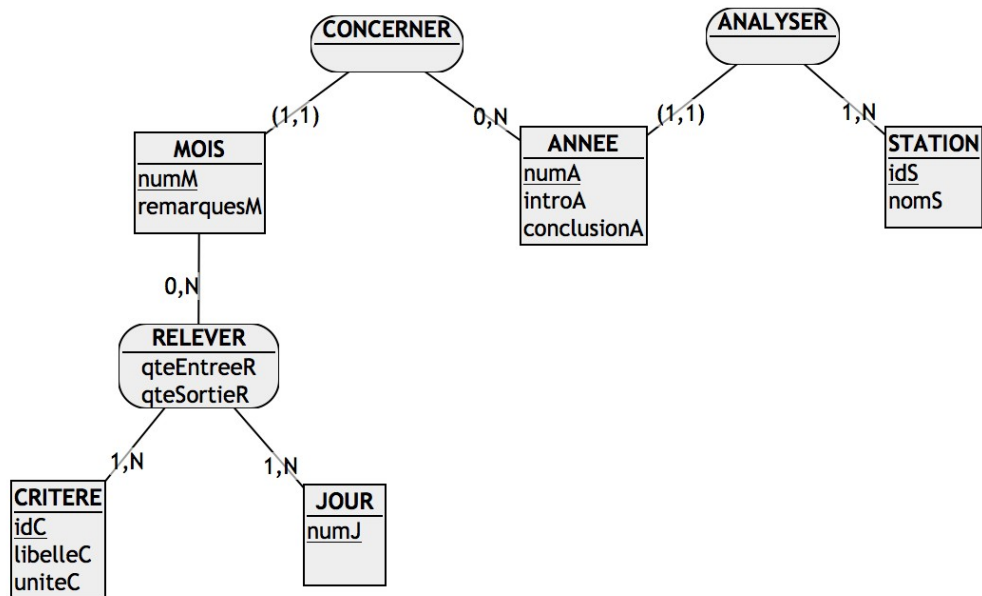 CONCERNER
ANALYSER
(1,1)
0,N
(1,1)
1,N
MOIS
numM
remarquesM
ANNEE
numA
introA
conclusionA
STATION
idS
nomS
0,N
RELEVER
qteEntreeR
qteSortieR
1,N
1,N
CRITERE
idC
libelleC
uniteC
JOUR
numJ